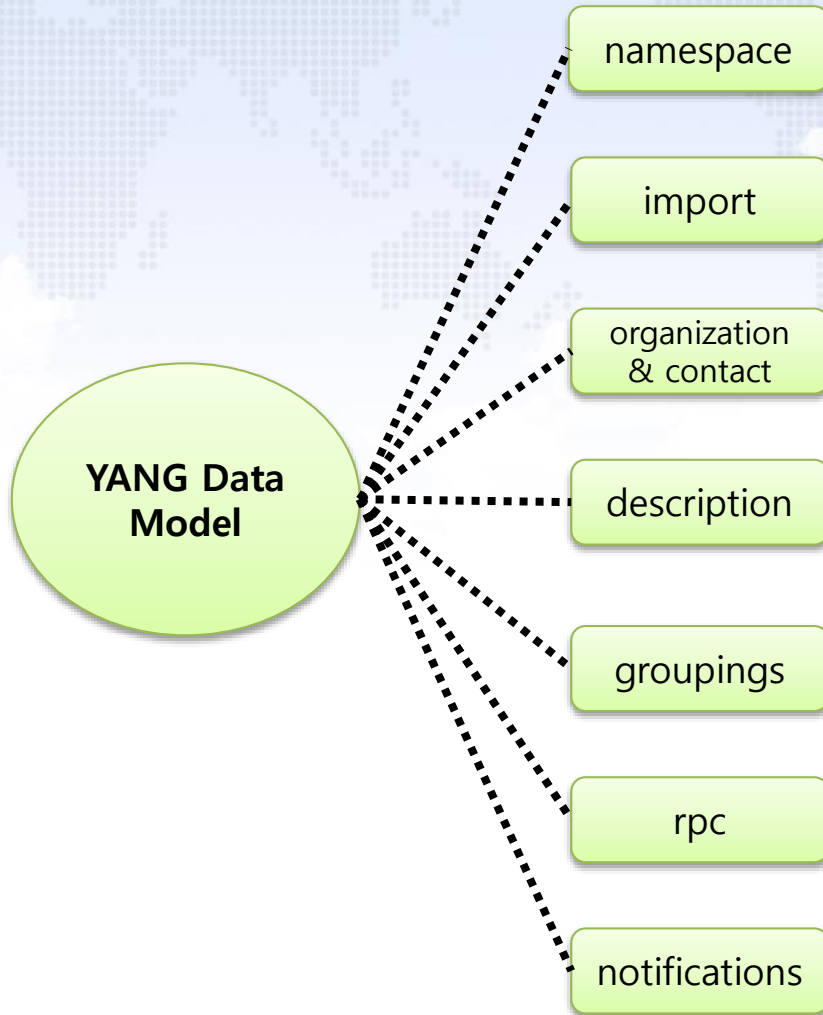 namespace
import
organization
& contact
YANG Data
Model
description
groupings
rpc
notifications